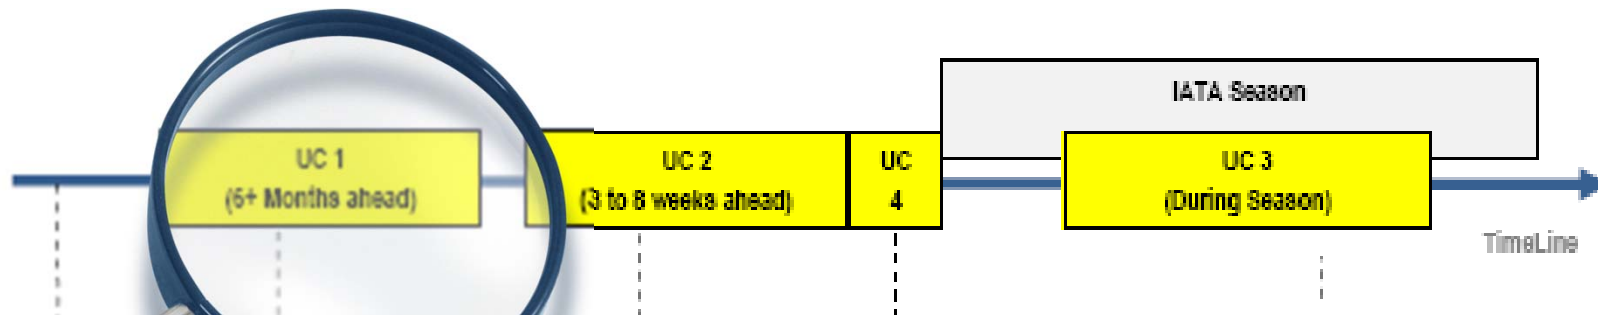 IATA Season
UC 1
(6+ Months ahead)
UC 2
(3 to 8 weeks ahead)
UC
4
UC 3
(During Season)
TimeLine